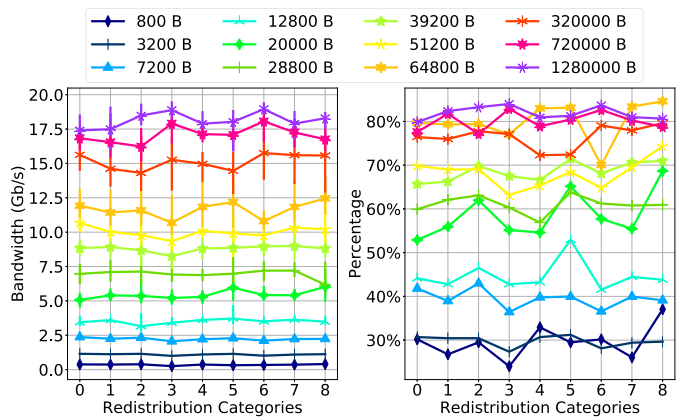 800 B 12800 B 39200 B 320000 B
3200 B 20000 B 51200 B 720000 B
7200 B 28800 B 64800 B 1280000 B
20.0
17.5
15.0
12.5
10.0
7.5
5.0
2.5
0.0
Bandwidth (Gb/s)
0 1 2 3 4 5 6 7 8
Redistribution Categories
80%
70%
60%
50%
40%
30%
Percentage
0 1 2 3 4 5 6 7 8
Redistribution Categories